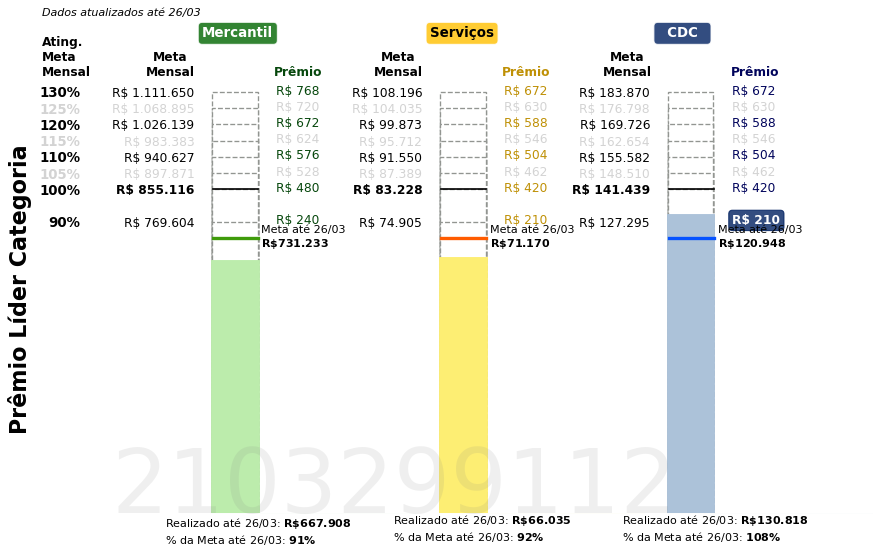 Dados atualizados até 26/03
Mercantil Serviços CDC
Ating.
Meta Meta Meta Meta
Mensal Mensal Prêmio Mensal Prêmio Mensal Prêmio
130% R$ 1.111.650 R$ 768 R$ 108.196 R$ 672 R$ 183.870 R$ 672
125% R$ 1.068.895 R$ 720 R$ 104.035 R$ 630 R$ 176.798 R$ 630
120% R$ 1.026.139 R$ 672 R$ 99.873 R$ 588 R$ 169.726 R$ 588
115% R$ 983.383 R$ 624 R$ 95.712 R$ 546 R$ 162.654 R$ 546
110% R$ 940.627 R$ 576 R$ 91.550 R$ 504 R$ 155.582 R$ 504
105% R$ 897.871 R$ 528 R$ 87.389 R$ 462 R$ 148.510 R$ 462
100% R$ 855.116 R$ 480 R$ 83.228 R$ 420 R$ 141.439 R$ 420
90% R$ 769.604 R$ 240 R$ 74.905 R$ 210 R$ 127.295 R$ 210
Meta até 26/03 Meta até 26/03 Meta até 26/03
R$731.233 R$71.170 R$120.948
Prêmio Líder Categoria
2103299112
Realizado até 26/03: R$667.908 Realizado até 26/03: R$66.035 Realizado até 26/03: R$130.818
% da Meta até 26/03: 91% % da Meta até 26/03: 92% % da Meta até 26/03: 108%